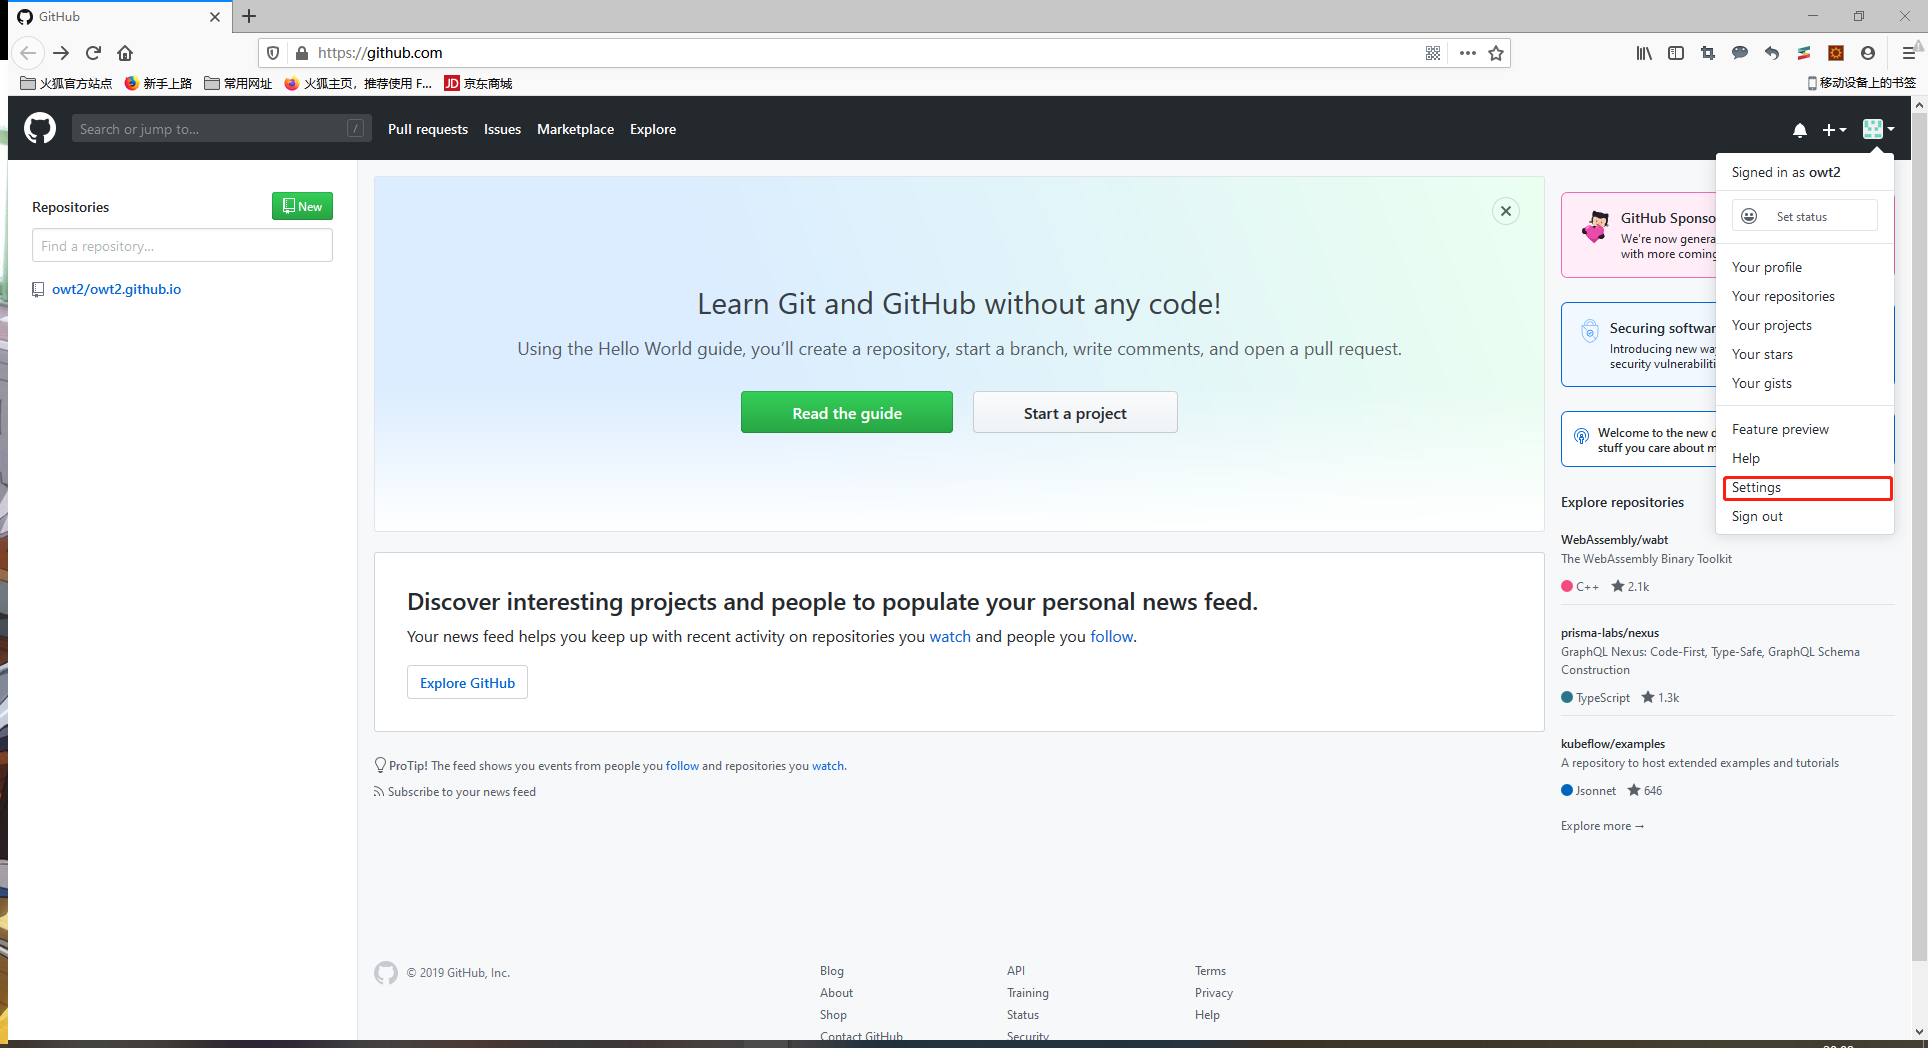 GitHub
https://github.com
火狐官方站点
新手上路
常用网址
火狐主页，推荐使用 F...
JD 京东商城
移动设备上的书签
Search or jump to...
/
Pull requests
Issues
Marketplace
Explore
Repositories
New
Find a repository...
owt2/owt2.github.io
Learn Git and GitHub without any code!
Using the Hello World guide, you’ll create a repository, start a branch, write comments, and open a pull request.
Read the guide
Start a project
Discover interesting projects and people to populate your personal news feed.
Your news feed helps you keep up with recent activity on repositories you watch and people you follow.
Explore GitHub
ProTip! The feed shows you events from people you follow and repositories you watch.
Subscribe to your news feed
GitHub Sponso
We're now genera
with more coming
Securing softwar
Introducing new way
security vulnerabiliti
Welcome to the new d
stuff you care about m
Signed in as owt2
Set status
Your profile
Your repositories
Your projects
Your stars
Your gists
Feature preview
Help
Settings
Sign out
Explore repositories
WebAssembly/wabt
The WebAssembly Binary Toolkit
C++ 2.1k
prisma-labs/nexus
GraphQL Nexus: Code-First, Type-Safe, GraphQL Schema
Construction
TypeScript 1.3k
kubeflow/examples
A repository to host extended examples and tutorials
Jsonnet 646
Explore more →
© 2019 GitHub, Inc.
Blog
About
Shop
Contact GitHub
API
Training
Status
Security
Terms
Privacy
Help